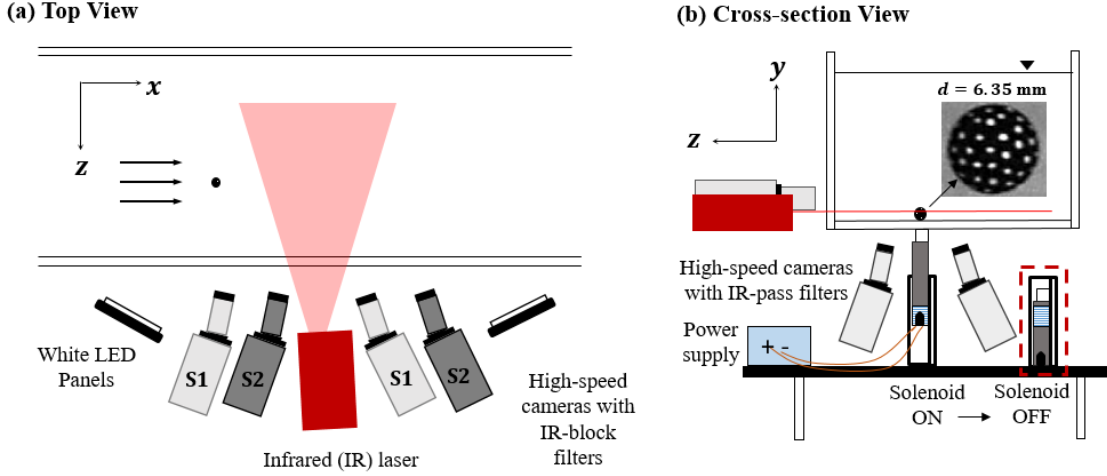 (a) Top View
x
z
White LED
Panels
S1
S2
S1
S2
Infrared (IR) laser
High-speed
cameras with
IR-block
filters
(b) Cross-section View
y
z
d = 6.35 mm
High-speed cameras
with IR-pass filters
Power
supply
+ -
Solenoid
ON
Solenoid
OFF